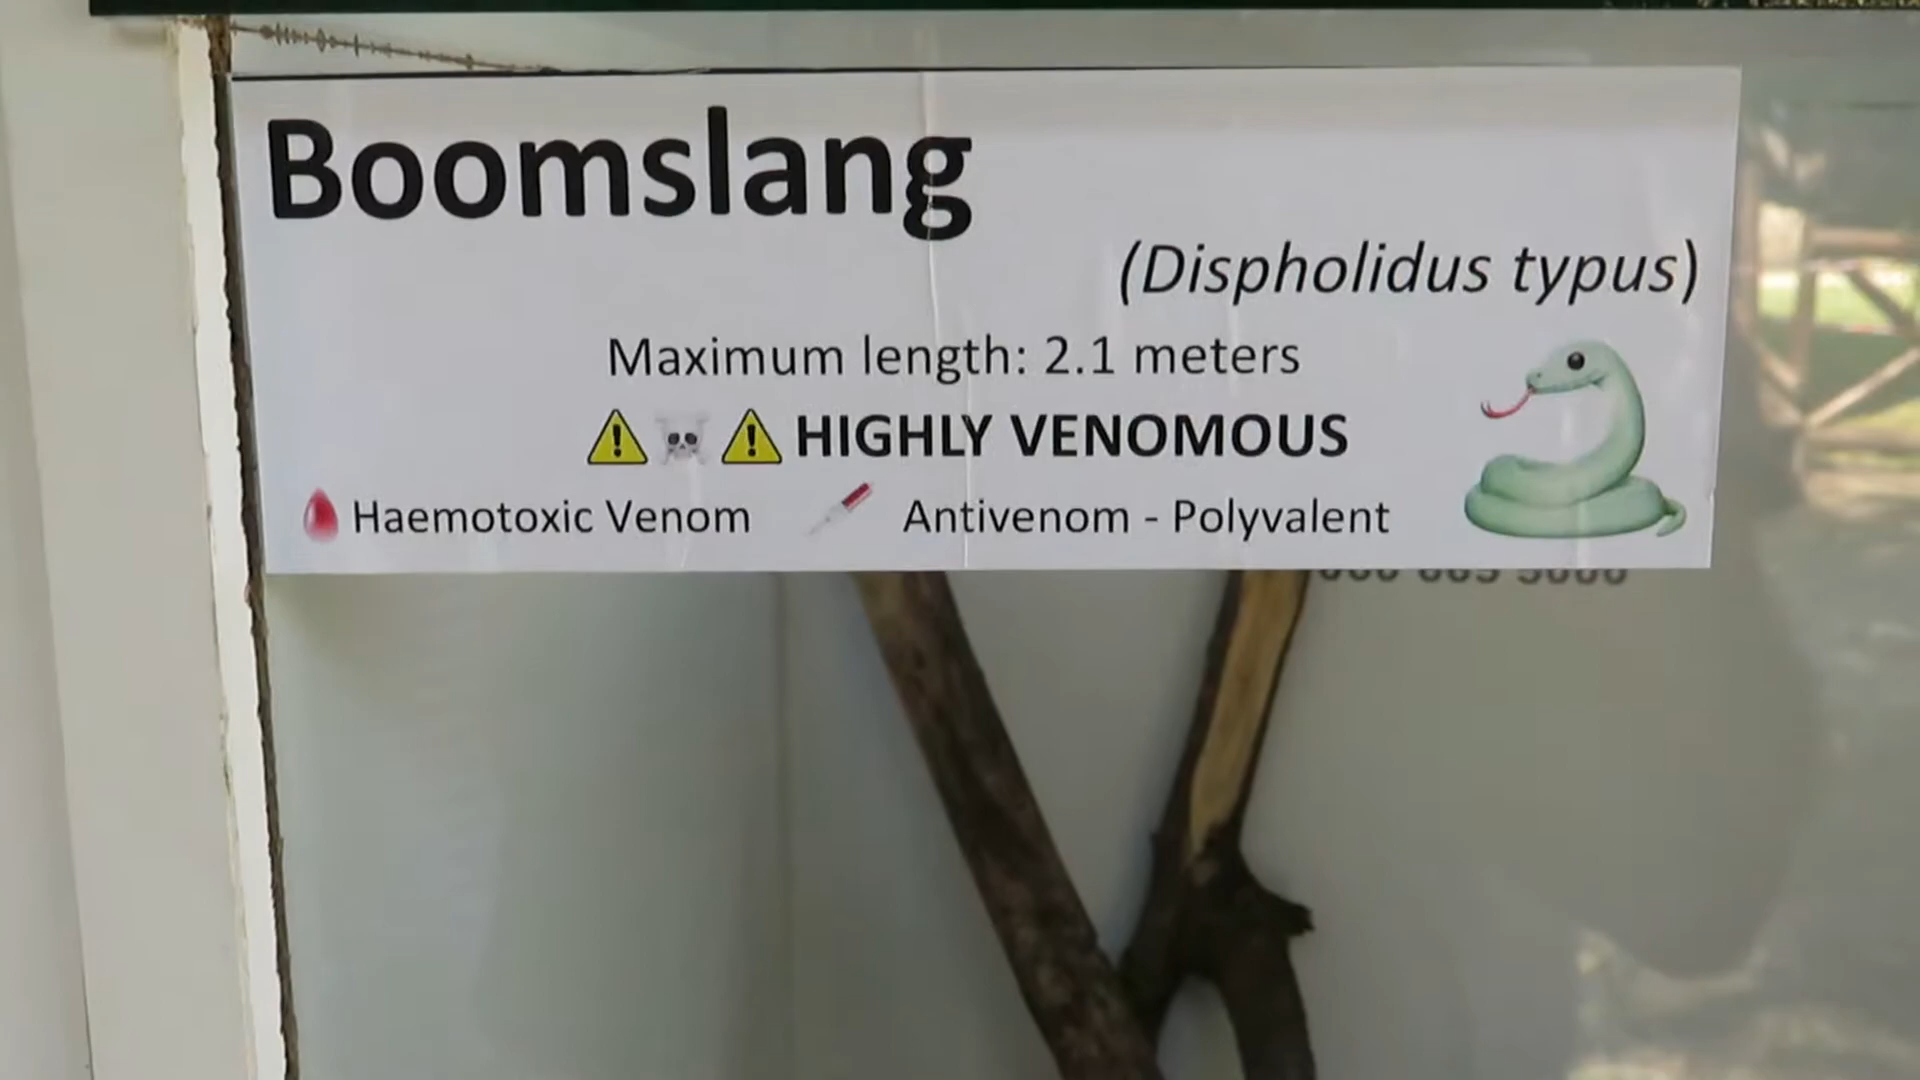 Boomslang
(Dispholidus typus)
Maximum length: 2.1 meters
HIGHLY VENOMOUS
Haemotoxic Venom
Antivenom - Polyvalent